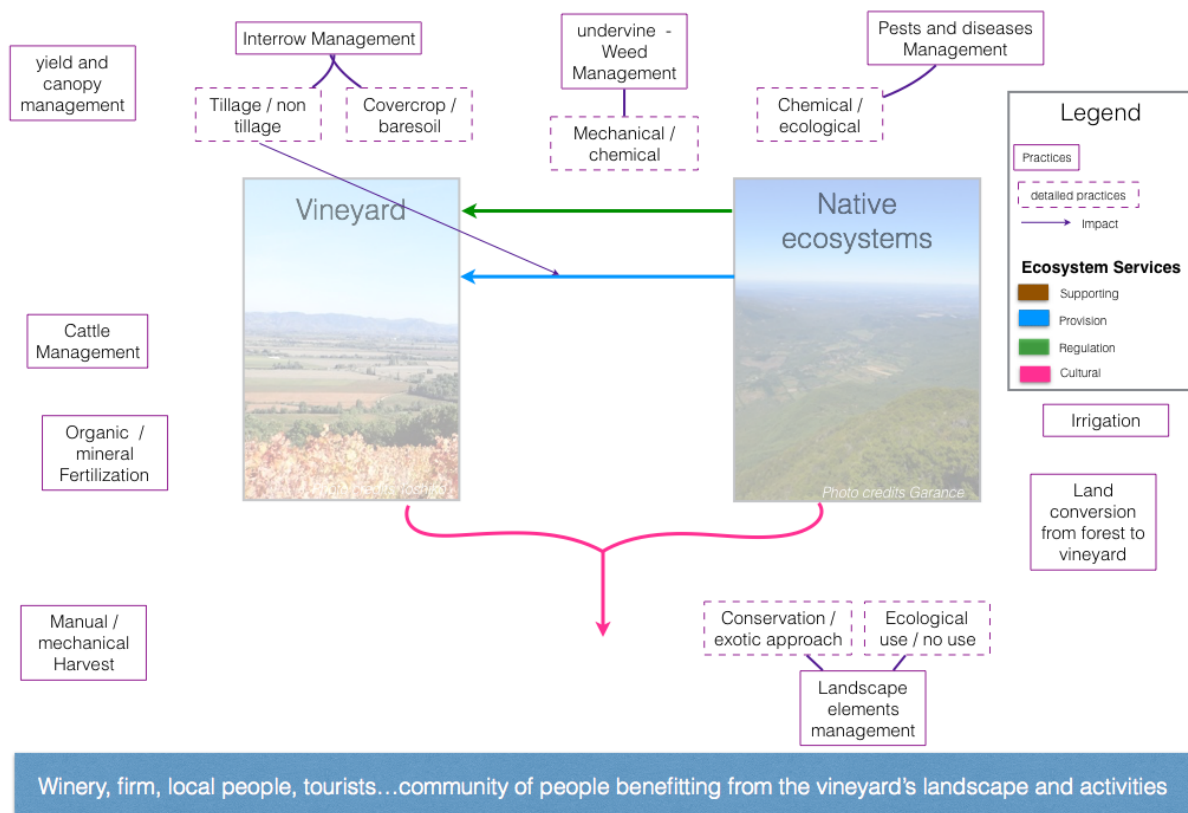 Interrow Management
undervine -
Weed
Management
Pests and diseases
Management
yield and
canopy
management
Tillage / non
tillage
Covercrop /
baresoil
Mechanical /
chemical
Chemical /
ecological
Legend
Practices
detailed practices
Impact
Ecosystem Services
Supporting
Provision
Regulation
Cultural
Vineyard
Native
ecosystems
Cattle
Management
Organic /
mineral
Fertilization
Photo credits Garance
Irrigation
Land
conversion
from forest to
vineyard
Manual /
mechanical
Harvest
Conservation /
exotic approach
Ecological
use / no use
Landscape
elements
management
Winery, firm, local people, tourists…community of people benefitting from the vineyard's landscape and activities